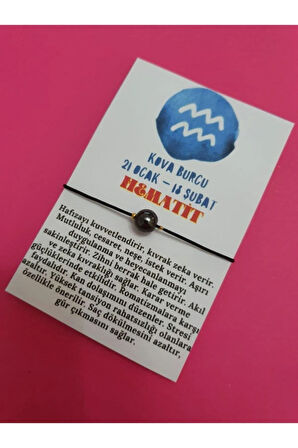 KOVA BURCU
21 OCAK – 18 ŞUBAT
HEMATİT
Hafızayı kuvvetlendirir, kıvrak zeka verir.
Mutluluk, cesaret, neşe, istek verir. Aşırı
duygulanma ve heyecanlanmayı
sakinleştirir. Zihni berrak hale getirir. Akıl
ve zeka kıvraklığı sağlar. Karar verme
güçlüklerinde etkilidir. Romatizmalara karşı
faydalıdır. Kan dolaşımını düzenler. Stresi
azaltır. Yüksek tansiyon rahatsızlığı olanlara
özellikle önerilir. Saç dökülmesini azaltır,
gür çıkmasını sağlar.